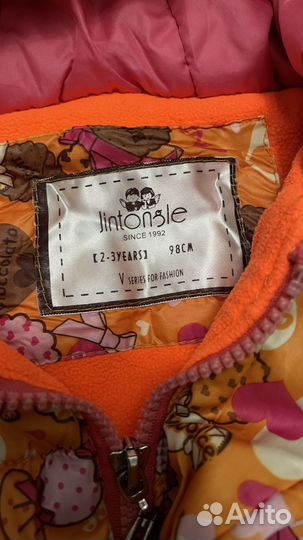 Jintongle
SINCE 1992
【2-3YEARS】 98CM
V SERIES FOR FASHION
Avito